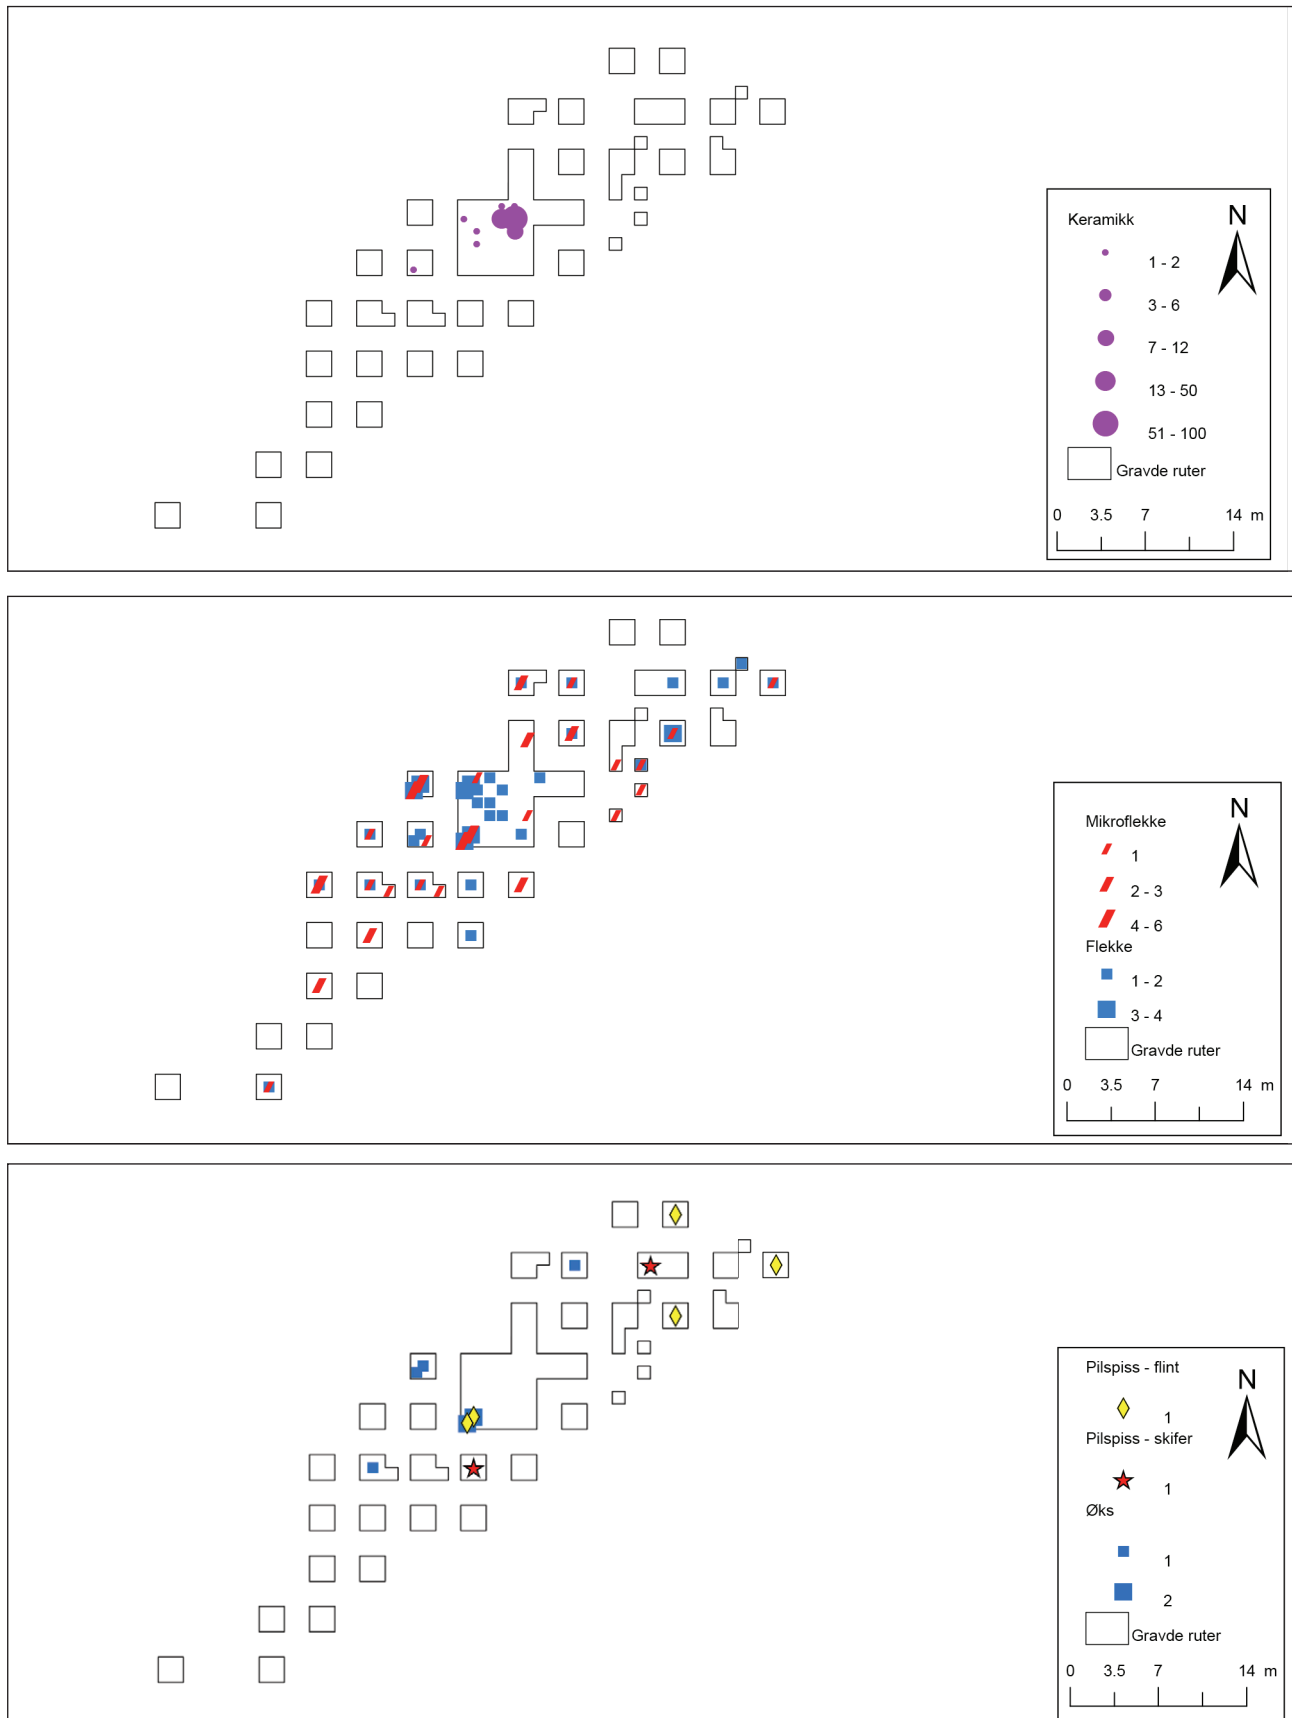 Keramikk
N
1 - 2
3 - 6
7 - 12
13 - 50
51 - 100
Gravde ruter
0 3.5 7 14 m
Mikroflekke
N
1
2 - 3
4 - 6
Flekke
1 - 2
3 - 4
Gravde ruter
0 3.5 7 14 m
Pilspiss - flint
N
1
Pilspiss - skifer
1
Øks
1
2
Gravde ruter
0 3.5 7 14 m